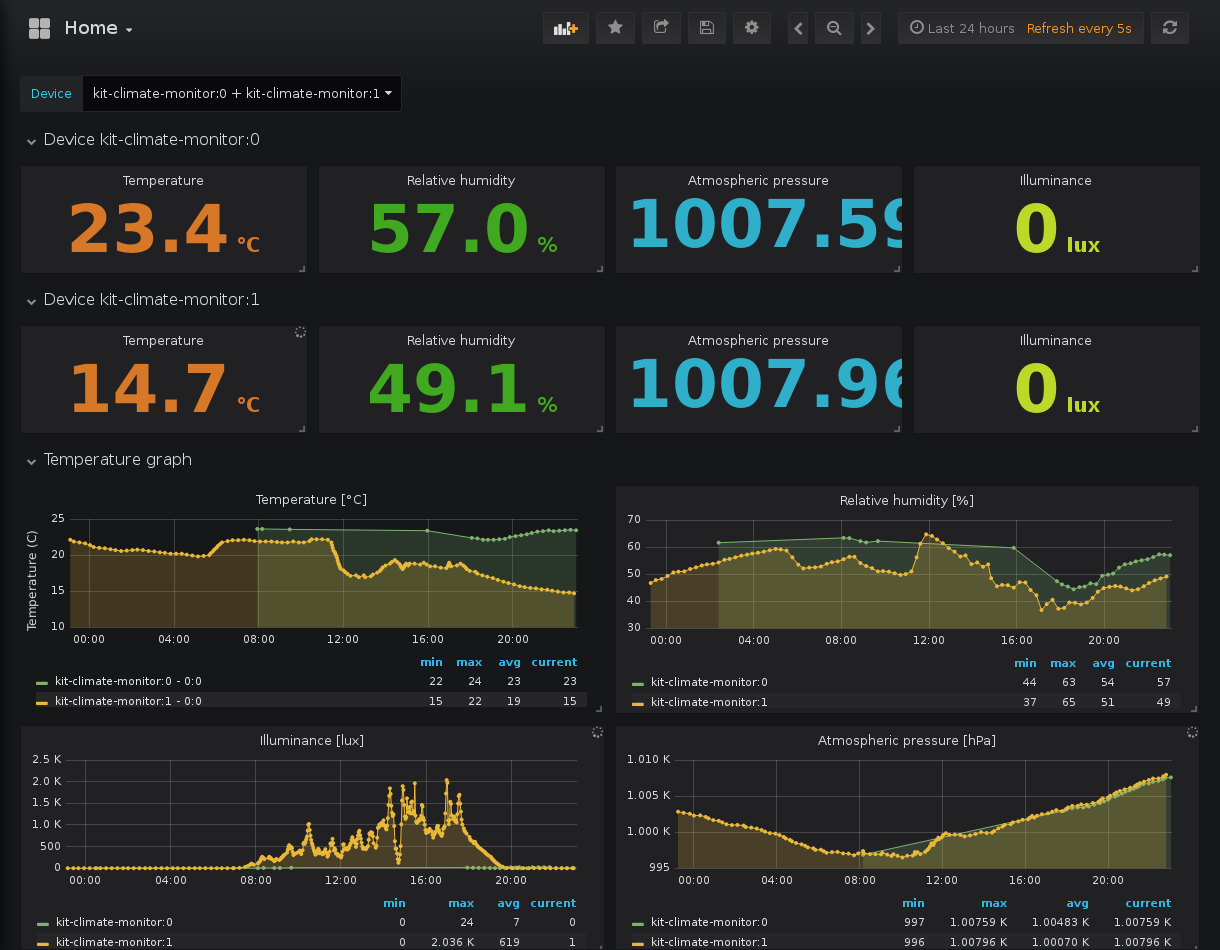 Home
Last 24 hours Refresh every 5s
Device kit-climate-monitor:0 + kit-climate-monitor:1
Device kit-climate-monitor:0
Temperature Relative humidity Atmospheric pressure Illuminance
23.4 °C 57.0 % 1007.59 0 lux
Device kit-climate-monitor:1
Temperature Relative humidity Atmospheric pressure Illuminance
14.7 °C 49.1 % 1007.96 0 lux
Temperature graph
Temperature [°C]
Temperature (C)
25
20
15
10
00:00 04:00 08:00 12:00 16:00 20:00
min max avg current
kit-climate-monitor:0 - 0:0 22 24 23 23
kit-climate-monitor:1 - 0:0 15 22 19 15
Relative humidity [%]
70
60
50
40
30
00:00 04:00 08:00 12:00 16:00 20:00
min max avg current
kit-climate-monitor:0 44 63 54 57
kit-climate-monitor:1 37 65 51 49
Illuminance [lux]
2.5 K
2.0 K
1.5 K
1.0 K
500
0
00:00 04:00 08:00 12:00 16:00 20:00
min max avg current
kit-climate-monitor:0 0 24 7 0
kit-climate-monitor:1 0 2.036 K 619 1
Atmospheric pressure [hPa]
1.010 K
1.005 K
1.000 K
995
00:00 04:00 08:00 12:00 16:00 20:00
min max avg current
kit-climate-monitor:0 997 1.00759 K 1.00483 K 1.00759 K
kit-climate-monitor:1 996 1.00796 K 1.00070 K 1.00796 K